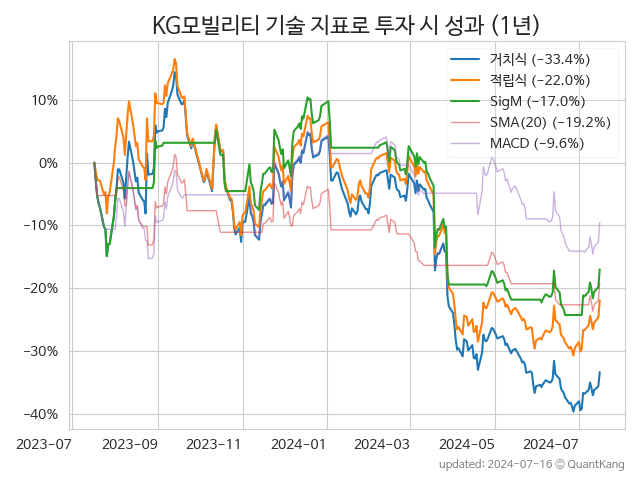 KG모빌리티 기술 지표로 투자 시 성과 (1년)
거치식 (−33.4%)
적립식 (−22.0%)
SigM (−17.0%)
SMA(20) (−19.2%)
MACD (−9.6%)
10%
0%
−10%
−20%
−30%
−40%
2023-07 2023-09 2023-11 2024-01 2024-03 2024-05 2024-07
updated: 2024-07-16 © QuantKang